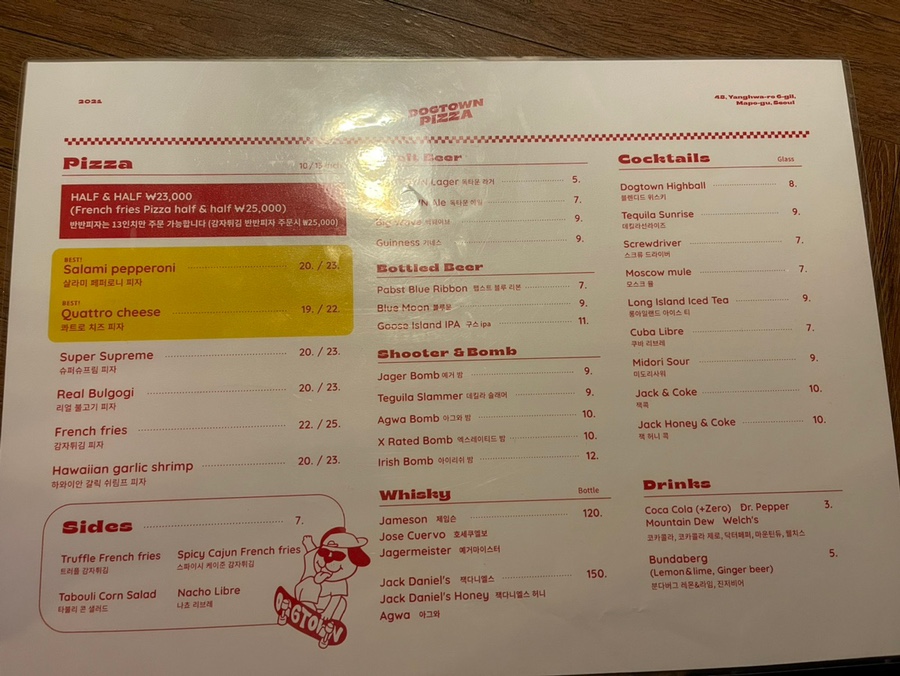 2021
DOGTOWN
PIZZA
48, Yanghwa-ro 6-gil,
Mapo-gu, Seoul
Pizza
10 / 13
HALF & HALF ₩23,000
(French fries Pizza half & half ₩25,000)
반반피자는 13인치만 주문 가능합니다 (감자튀김 반반피자 주문시 ₩25,000)
BEST!
Salami pepperoni 20. / 23.
살라미 페퍼로니 피자
BEST!
Quattro cheese 19. / 22.
콰트로 치즈 피자
Super Supreme 20. / 23.
슈퍼슈프림 피자
Real Bulgogi 20. / 23.
리얼 불고기 피자
French fries 22. / 25.
감자튀김 피자
Hawaiian garlic shrimp 20. / 23.
하와이안 갈릭 쉬림프 피자
Sides 7.
Truffle French fries
트러플 감자튀김
Spicy Cajun French fries
스파이시 케이준 감자튀김
Tabouli Corn Salad
타불리 콘 샐러드
Nacho Libre
나쵸 리브레
DOGTOWN
Beer
Lager 독타운 라거 5.
Ale 7.
Big Wave 9.
Guinness 기네스 9.
Bottled Beer
Pabst Blue Ribbon 팹스트 블루 리본 7.
Blue Moon 블루문 9.
Goose Island IPA 구스 ipa 11.
Shooter & Bomb
Jager Bomb 예거 밤 9.
Teguila Slammer 데킬라 슬래머 9.
Agwa Bomb 아그와 밤 10.
X Rated Bomb 엑스레이티드 밤 10.
Irish Bomb 아이리쉬 밤 12.
Whisky
Bottle
Jameson 제임슨 120.
Jose Cuervo 호세쿠엘보
Jagermeister 예거마이스터
Jack Daniel's 잭다니엘스 150.
Jack Daniel's Honey 잭다니엘스 허니
Agwa 아그와
Cocktails
Glass
Dogtown Highball 8.
블랜디드 위스키
Tequila Sunrise 9.
데킬라선라이즈
Screwdriver 7.
스크류 드라이버
Moscow mule 7.
모스크 뮬
Long Island Iced Tea 9.
롱아일랜드 아이스 티
Cuba Libre 7.
쿠바 리브레
Midori Sour 9.
미도리사워
Jack & Coke 10.
잭콕
Jack Honey & Coke 10.
잭 허니 콕
Drinks
Coca Cola (+Zero) Dr. Pepper 3.
Mountain Dew Welch's
코카콜라, 코카콜라 제로, 닥터페퍼, 마운틴듀, 웰치스
Bundaberg 5.
(Lemon & lime, Ginger beer)
분다버그 레몬&라임, 진저비어